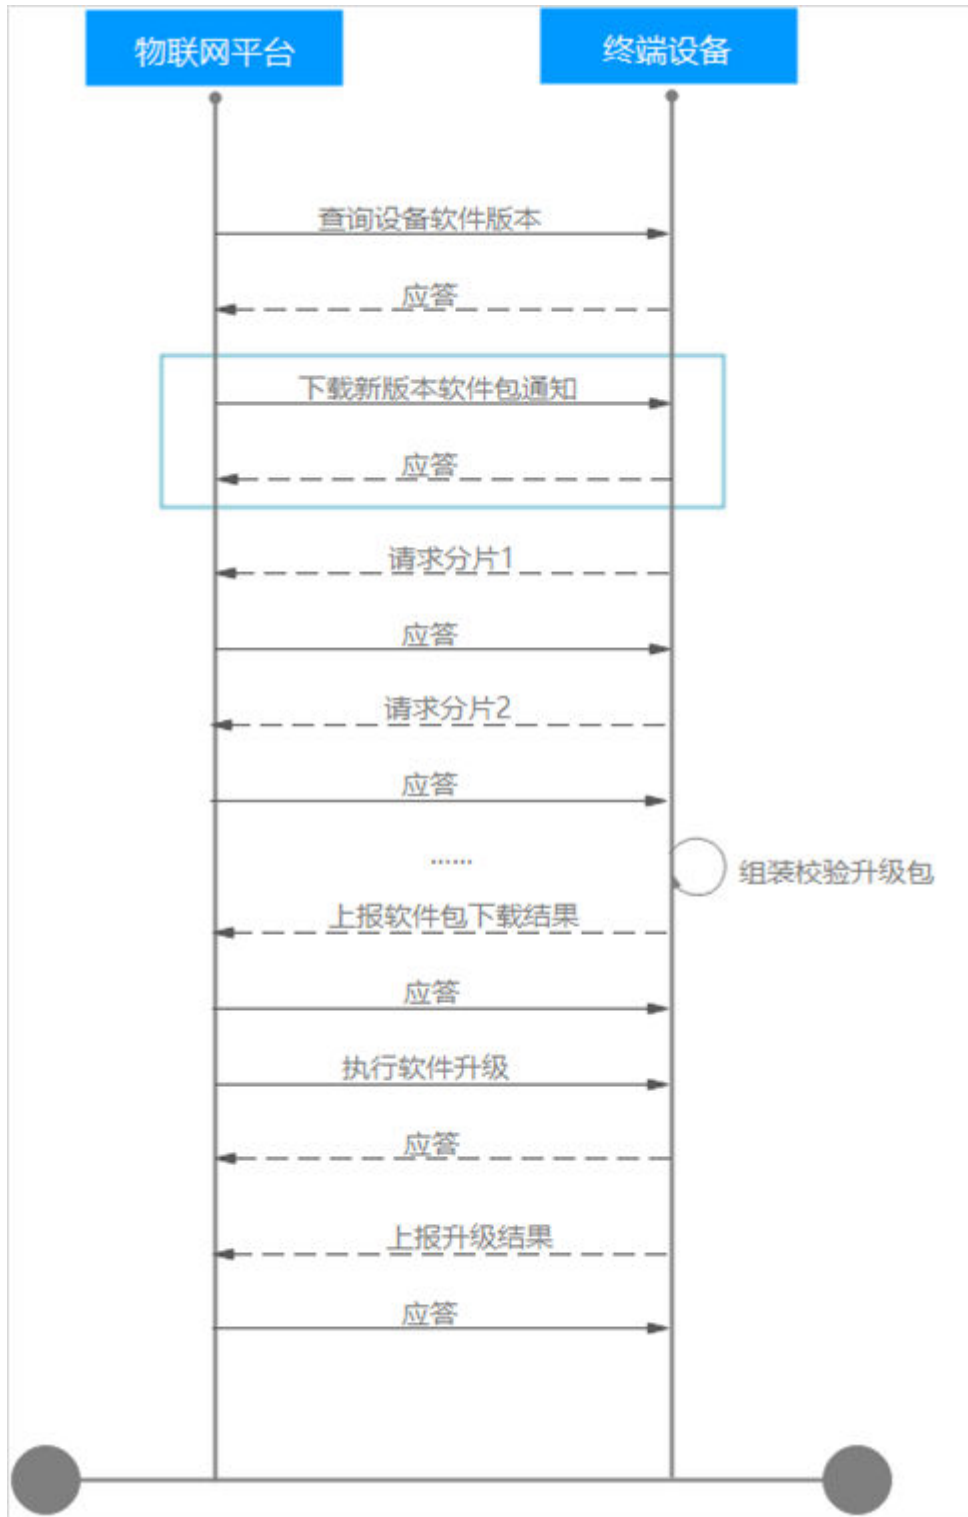 物联网平台
终端设备
查询设备软件版本
应答
下载新版本软件包通知
应答
请求分片1
应答
请求分片2
应答
……
组装校验升级包
上报软件包下载结果
应答
执行软件升级
应答
上报升级结果
应答